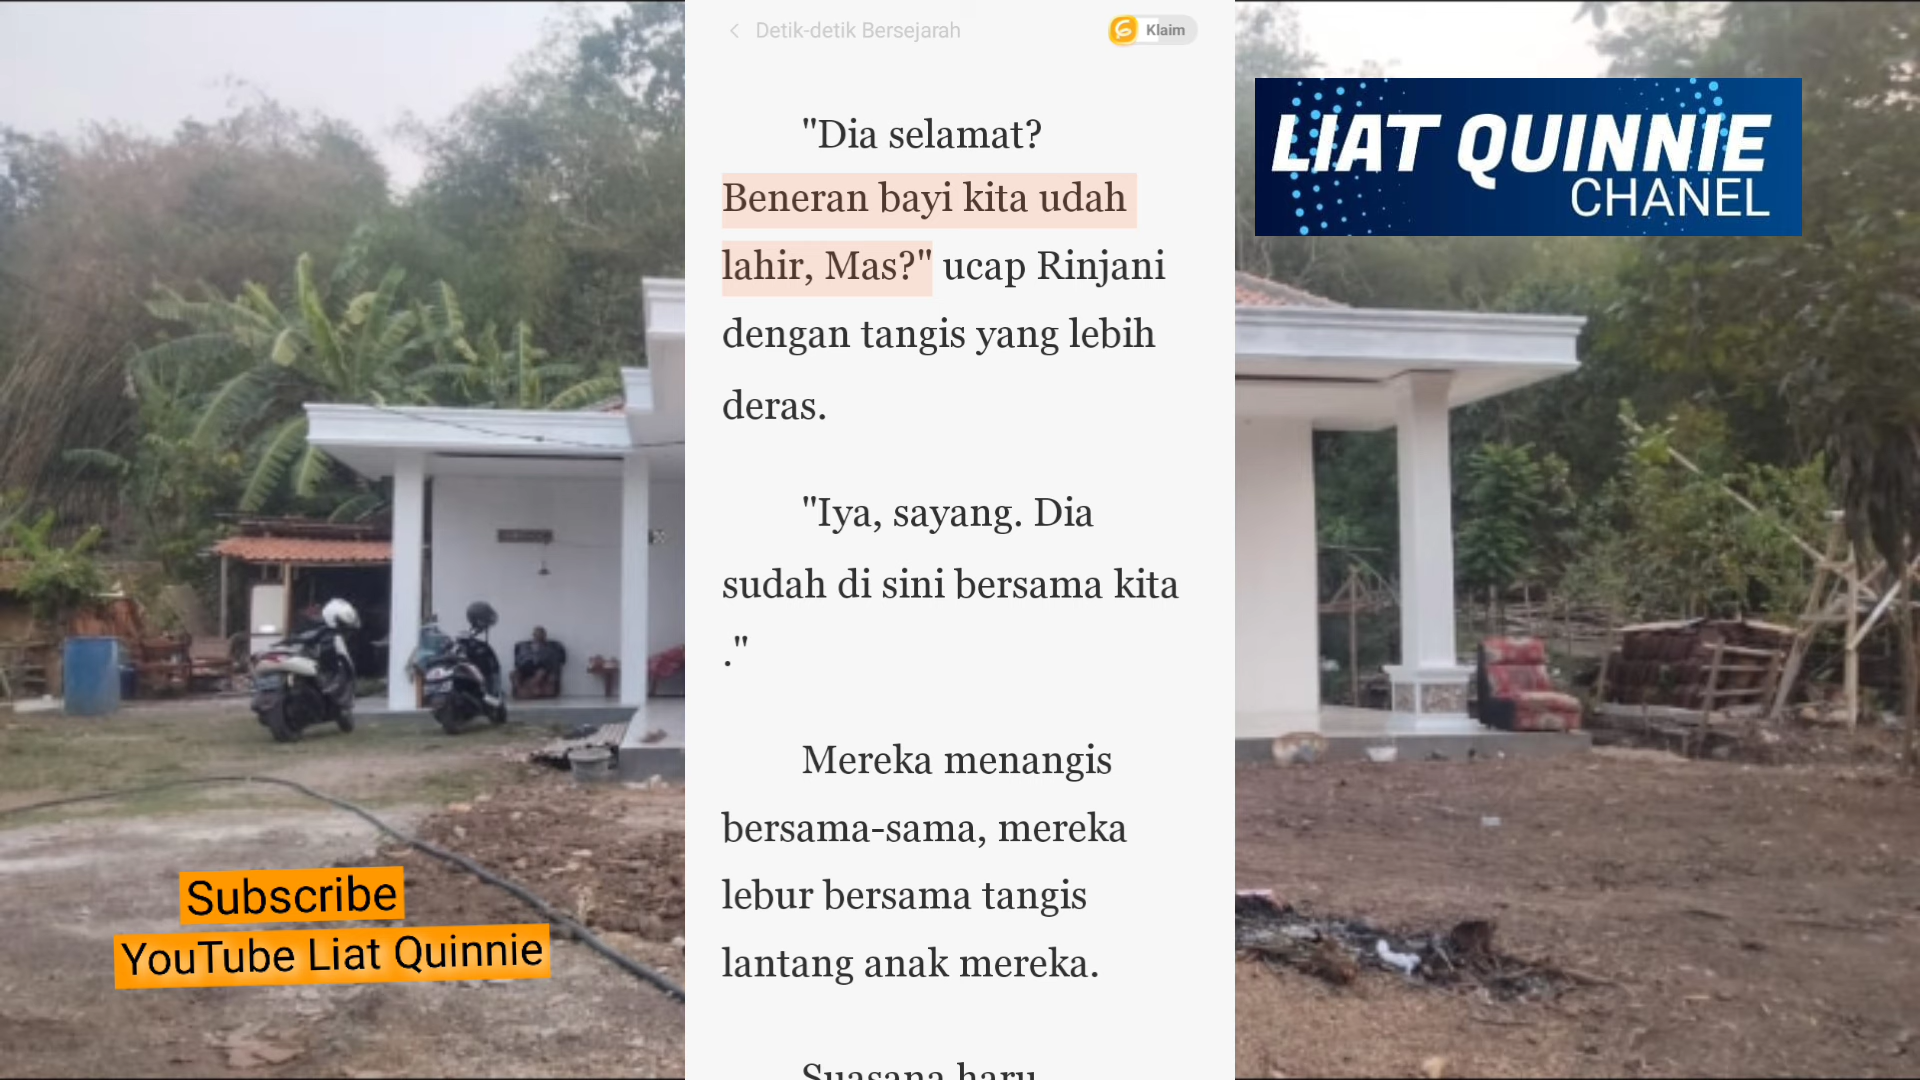 Detik-detik Bersejarah
Klaim
"Dia selamat?
Beneran bayi kita udah
lahir, Mas?" ucap Rinjani
dengan tangis yang lebih
deras.
"Iya, sayang. Dia
sudah di sini bersama kita
."
Mereka menangis
bersama-sama, mereka
lebur bersama tangis
lantang anak mereka.
Suasana haru
LIAT QUINNIE
CHANEL
Subscribe
YouTube Liat Quinnie